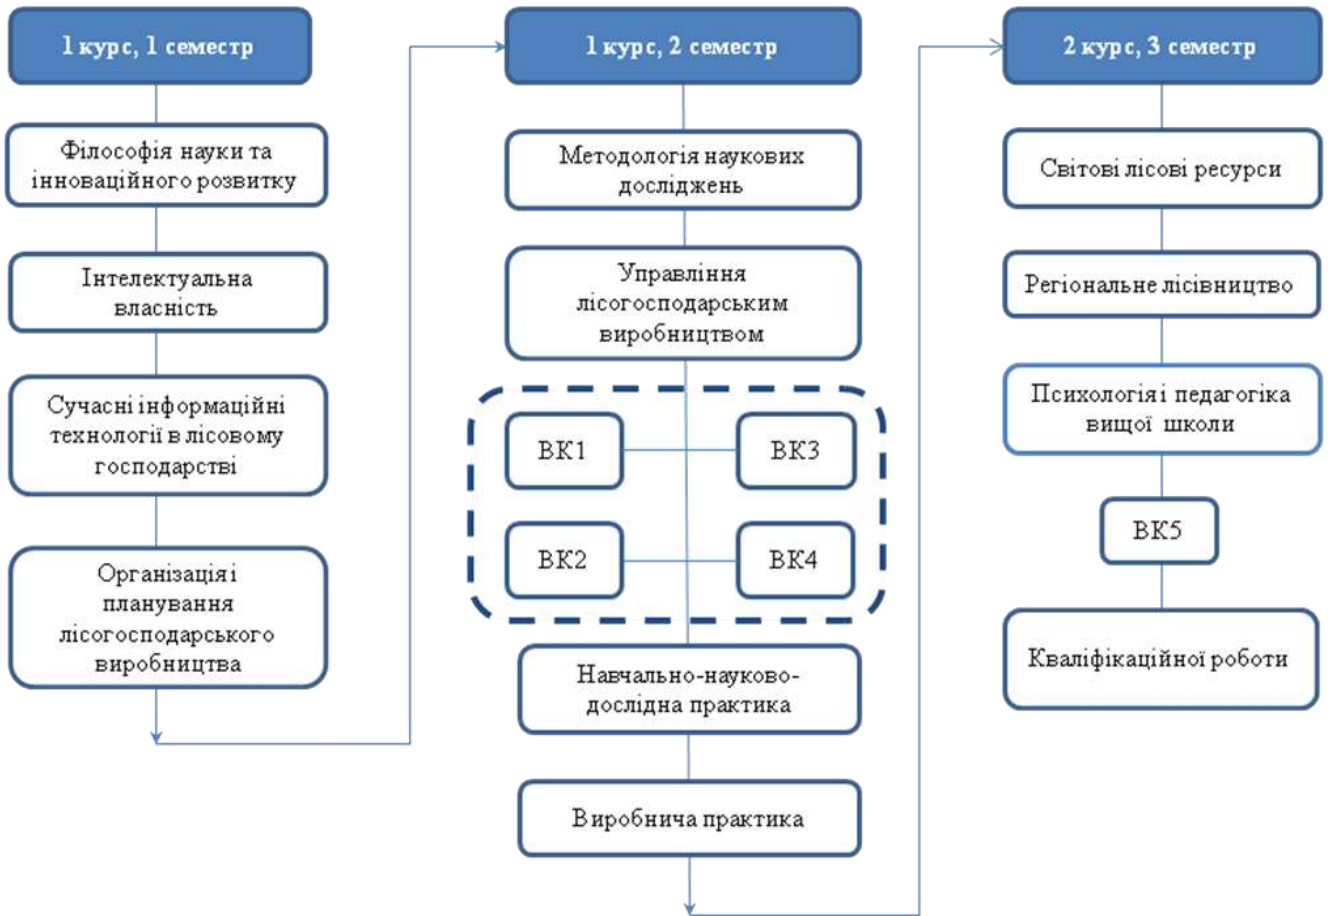 1 курс, 1 семестр
Філософія науки та
інноваційного розвитку
Інтелектуальна
власність
Сучасні інформаційні
технології в лісовому
господарстві
Організація і
планування
лісогосподарського
виробництва
1 курс, 2 семестр
Методологія наукових
досліджень
Управління
лісогосподарським
виробництвом
ВК1
ВК3
ВК2
ВК4
Навчально-науково-
дослідна практика
Виробнича практика
2 курс, 3 семестр
Світові лісові ресурси
Регіональне лісівництво
Психологія і педагогіка
вищої школи
ВК5
Кваліфікаційної роботи